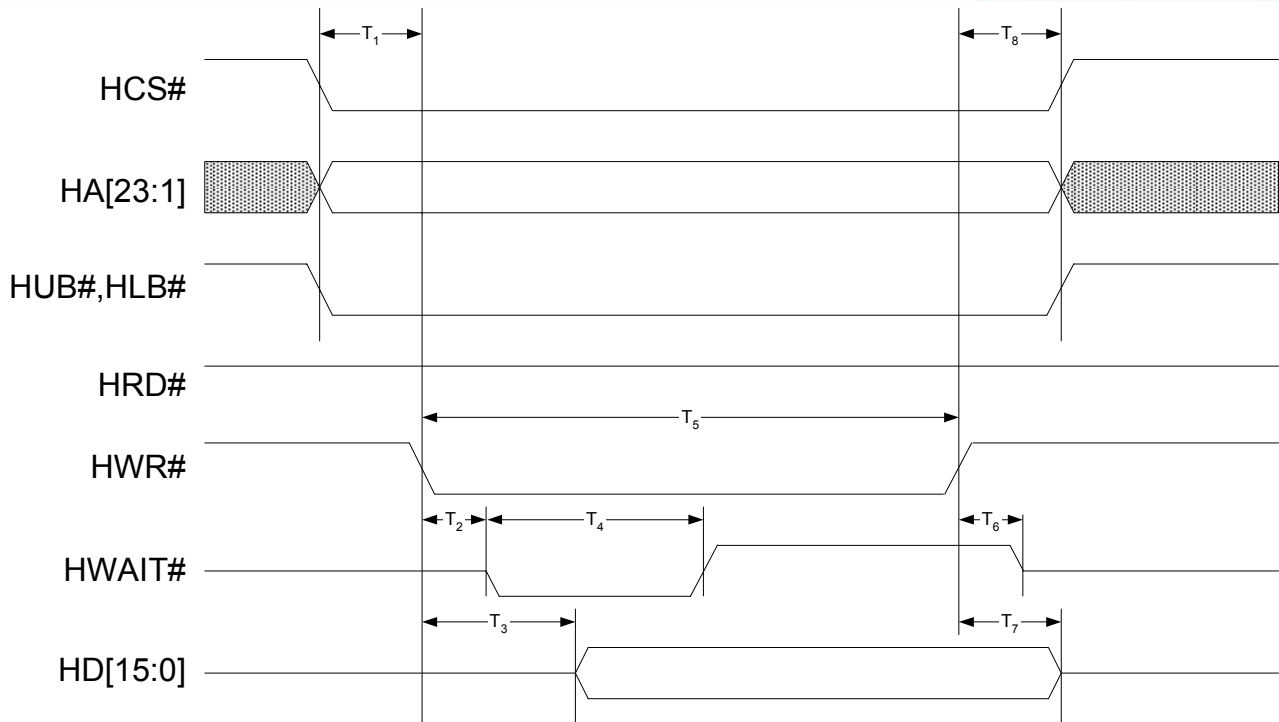 T1
T8
HCS#
HA[23:1]
HUB#,HLB#
HRD#
T5
HWR#
T2
T4
T6
HWAIT#
T3
T7
HD[15:0]